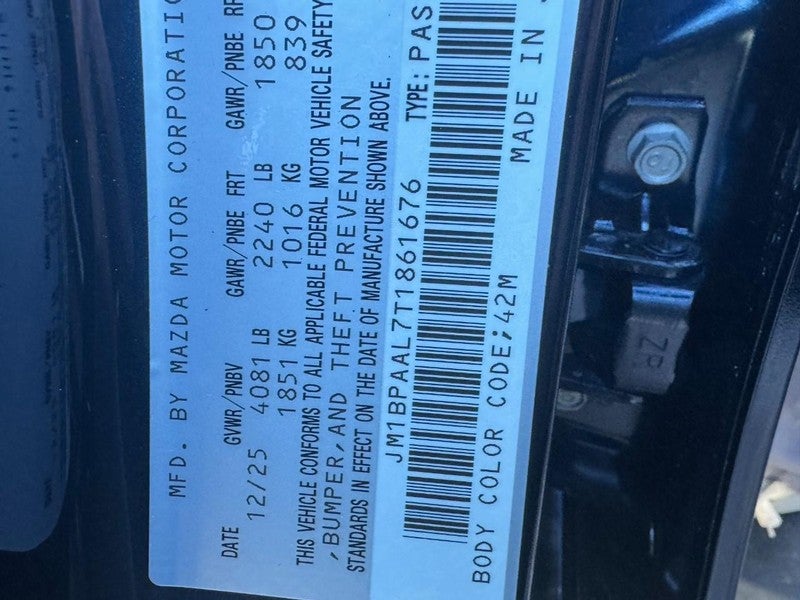 MFD. BY MAZDA MOTOR CORPORATIO
DATE GVWR/PNBV GAWR/PNBE FRT GAWR/PNBE
12/25 4081 LB 2240 LB 1850
1851 KG 1016 KG 839
THIS VEHICLE CONFORMS TO ALL APPLICABLE FEDERAL MOTOR VEHICLE SAFETY
,BUMPER, AND THEFT PREVENTION
STANDARDS IN EFFECT ON THE DATE OF MANUFACTURE SHOWN ABOVE.
JM1BPAAL7T1861676 TYPE: PAS
BODY COLOR CODE;42M MADE IN
ZP